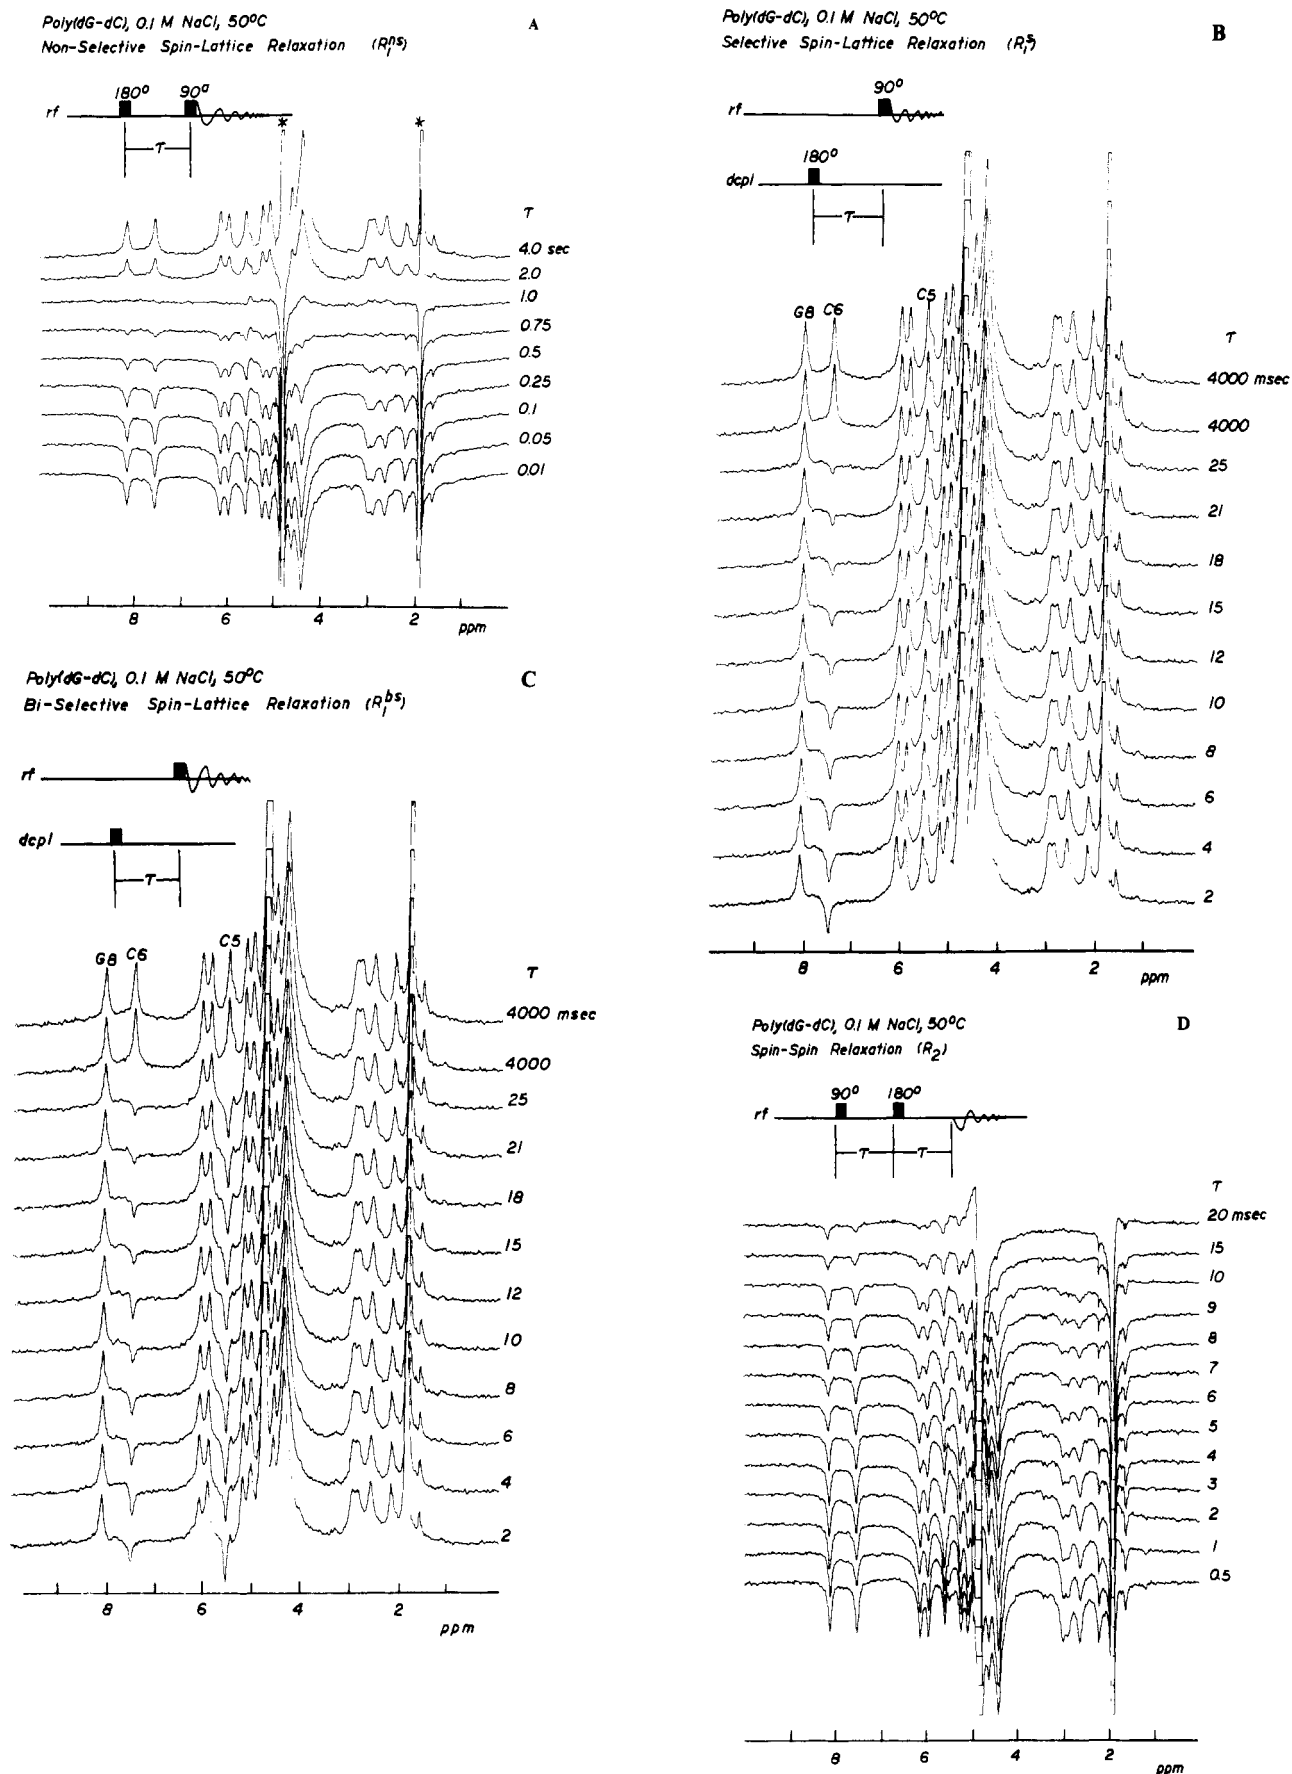 Poly(dG-dC), 0.1 M NaCl, 50°C
A
Non-Selective Spin-Lattice Relaxation (R₁ⁿˢ)
180° 90°
rf
τ
* *
τ
4.0 sec
2.0
1.0
0.75
0.5
0.25
0.1
0.05
0.01
8 6 4 2
ppm
Poly(dG-dC), 0.1 M NaCl, 50°C
B
Selective Spin-Lattice Relaxation (R₁ˢ)
90°
rf
180°
dcpl
τ
G8 C6 C5
τ
4000 msec
4000
25
21
18
15
12
10
8
6
4
2
8 6 4 2
ppm
Poly(dG-dC), 0.1 M NaCl, 50°C
C
Bi-Selective Spin-Lattice Relaxation (R₁ᵇˢ)
rf
dcpl
τ
G8 C6 C5
τ
4000 msec
4000
25
21
18
15
12
10
8
6
4
2
8 6 4 2
ppm
Poly(dG-dC), 0.1 M NaCl, 50°C
D
Spin-Spin Relaxation (R₂)
90° 180°
rf
τ τ
τ
20 msec
15
10
9
8
7
6
5
4
3
2
1
0.5
8 6 4 2
ppm